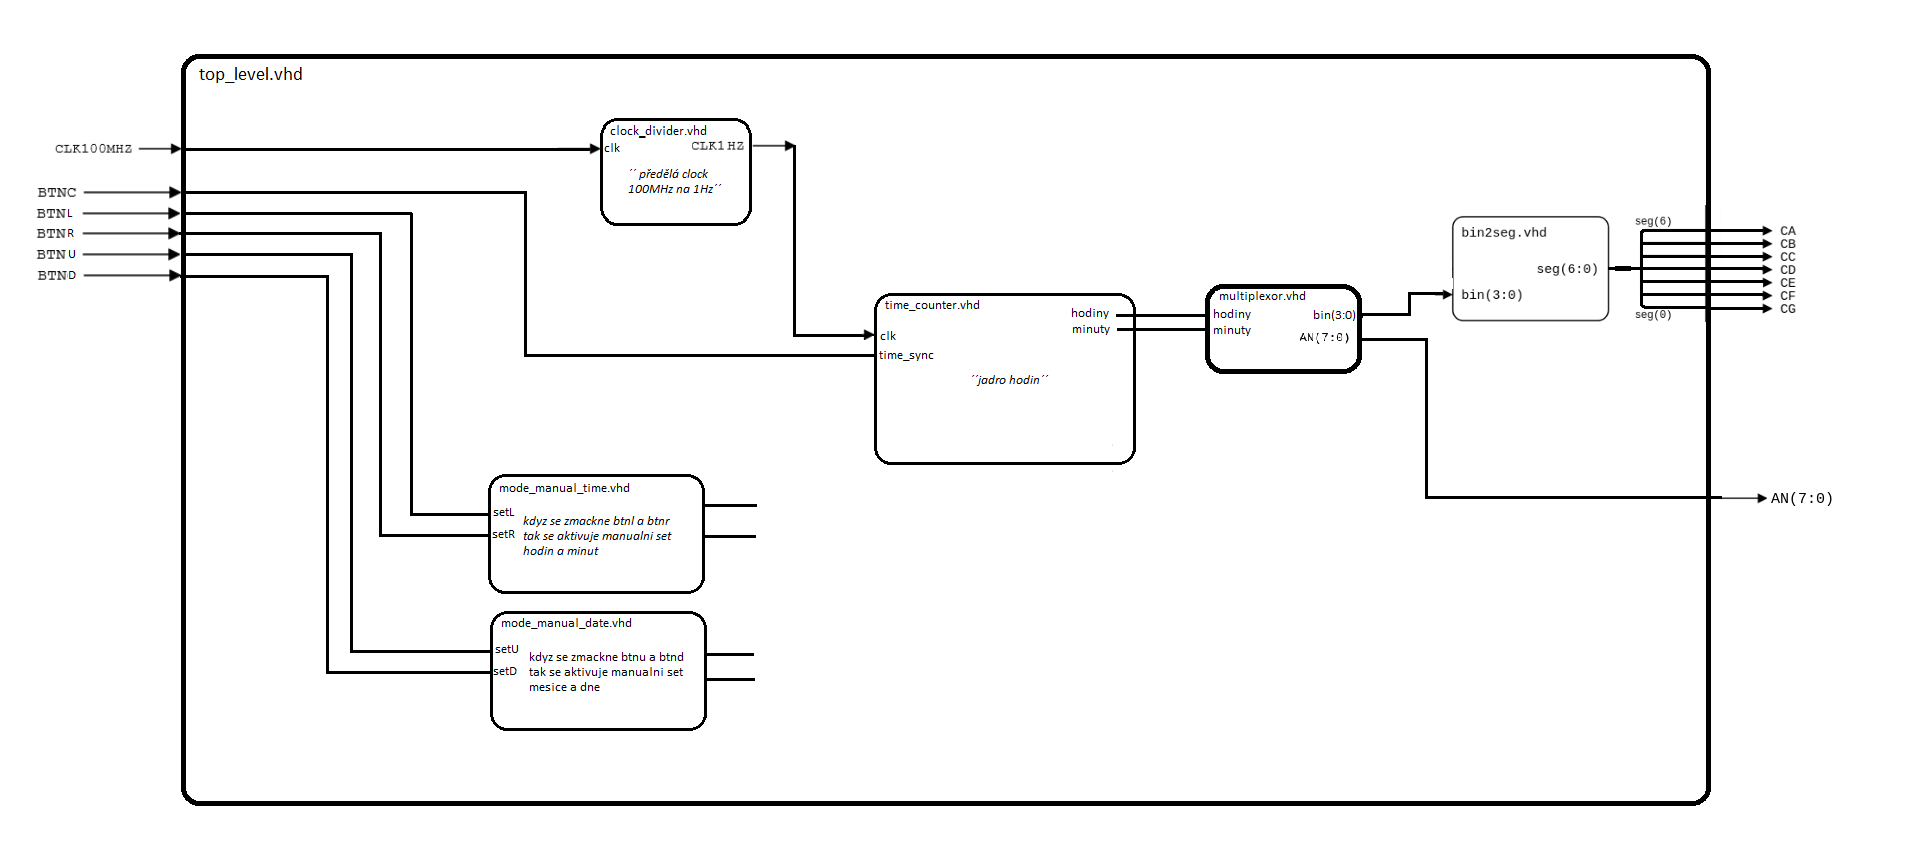 top_level.vhd
CLK100MHZ
BTNC
BTNL
BTNR
BTNU
BTND
clock_divider.vhd
clk
CLK1HZ
´´ předělá clock
100MHz na 1Hz´´
time_counter.vhd
hodiny
minuty
clk
time_sync
´´jadro hodin´´
multiplexor.vhd
hodiny
bin(3:0)
minuty
AN(7:0)
bin2seg.vhd
seg(6:0)
bin(3:0)
seg(6)
seg(0)
CA
CB
CC
CD
CE
CF
CG
AN(7:0)
mode_manual_time.vhd
setL
setR
kdyz se zmackne btnl a btnr
tak se aktivuje manualni set
hodin a minut
mode_manual_date.vhd
setU
setD
kdyz se zmackne btnu a btnd
tak se aktivuje manualni set
mesice a dne